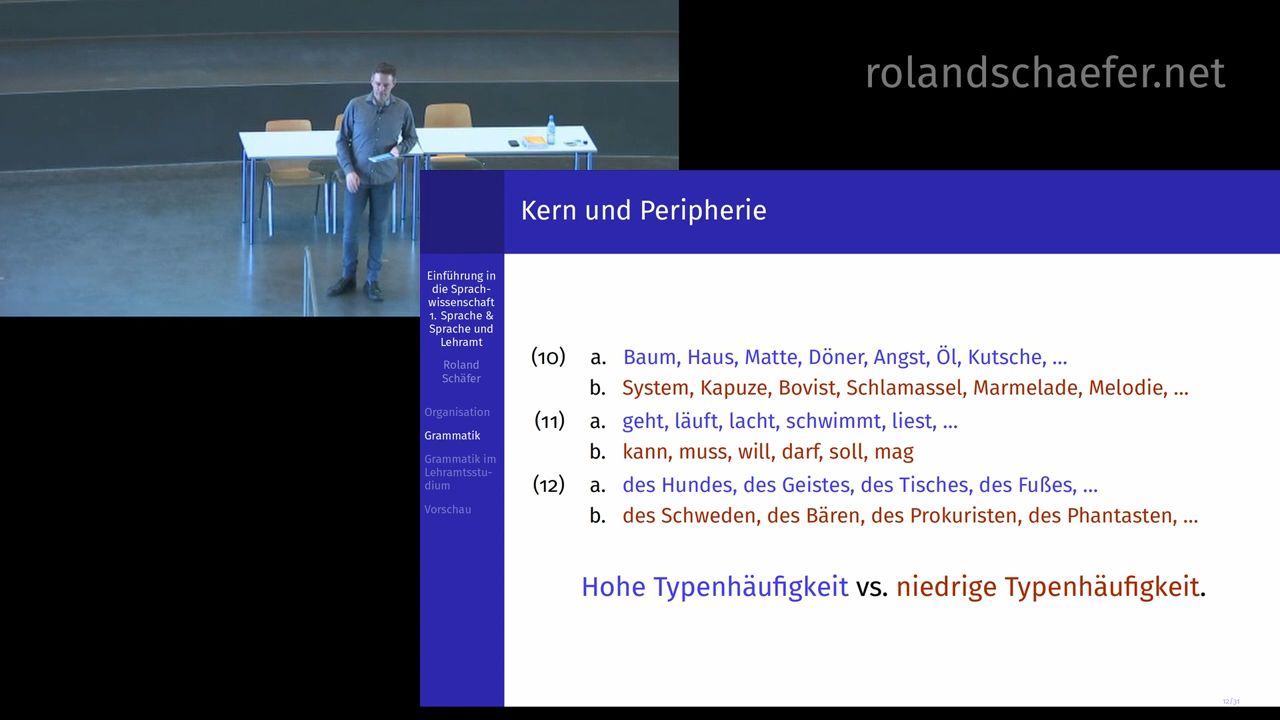 rolandschaefer.net
Kern und Peripherie
Einführung in
die Sprach-
wissenschaft
1. Sprache &
Sprache und
Lehramt
Roland
Schäfer
Organisation
Grammatik
Grammatik im
Lehramtsstu-
dium
Vorschau
(10) a. Baum, Haus, Matte, Döner, Angst, Öl, Kutsche, ...
b. System, Kapuze, Bovist, Schlamassel, Marmelade, Melodie, ...
(11) a. geht, läuft, lacht, schwimmt, liest, ...
b. kann, muss, will, darf, soll, mag
(12) a. des Hundes, des Geistes, des Tisches, des Fußes, ...
b. des Schweden, des Bären, des Prokuristen, des Phantasten, ...
Hohe Typenhäufigkeit vs. niedrige Typenhäufigkeit.
12/31